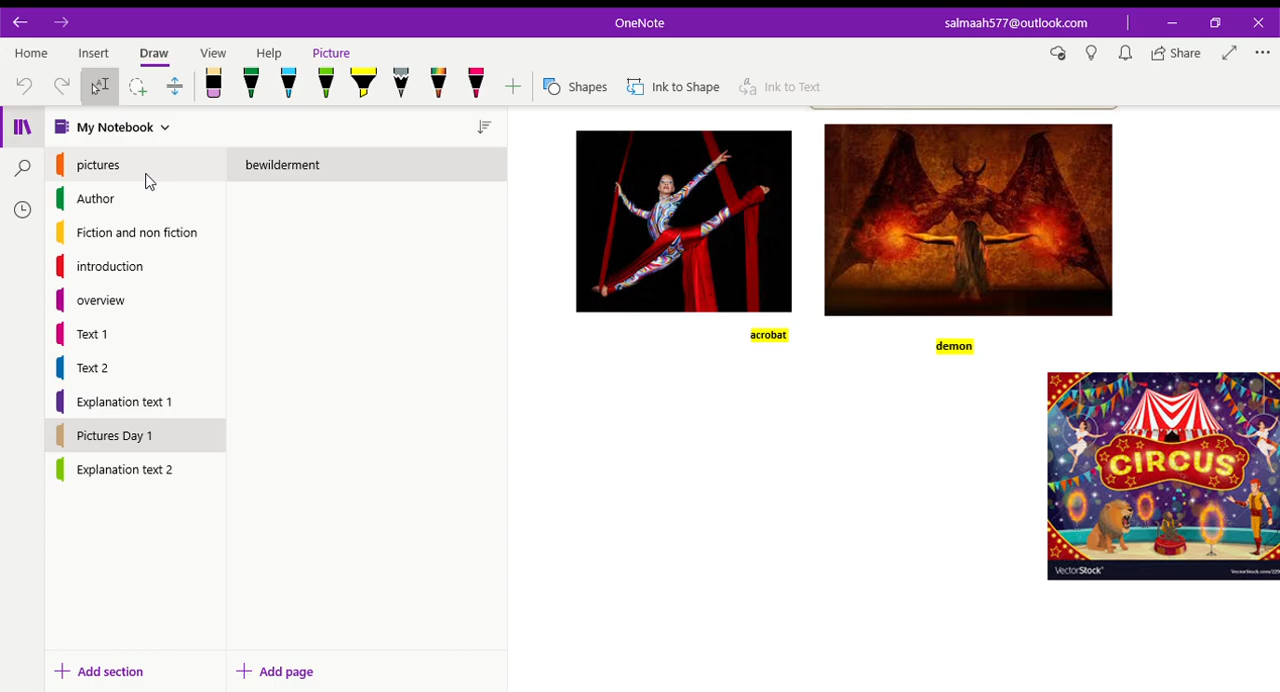 OneNote
salmaah577@outlook.com
Home Insert Draw View Help Picture
Share
Shapes Ink to Shape Ink to Text
My Notebook
pictures
Author
Fiction and non fiction
introduction
overview
Text 1
Text 2
Explanation text 1
Pictures Day 1
Explanation text 2
Add section
bewilderment
Add page
acrobat
demon
CIRCUS
VectorStock